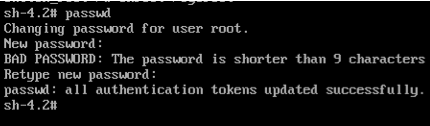 sh-4.2# passwd
Changing password for user root.
New password:
BAD PASSWORD: The password is shorter than 9 characters
Retype new password:
passwd: all authentication tokens updated successfully.
sh-4.2#